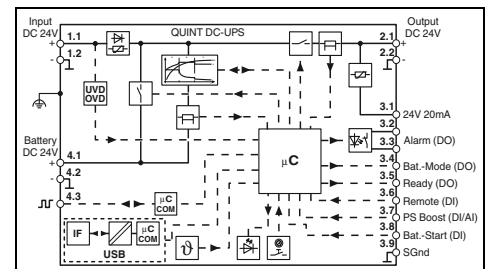 Input
DC 24V
QUINT DC-UPS
Output
DC 24V
1.1
+
1.2
-
2.1
+
2.2
-
UVD
OVD
3.1
24V 20mA
3.2
3.3
Alarm (DO)
Battery
DC 24V
4.1
+
4.2
-
4.3
µC
3.4
Bat.-Mode (DO)
3.5
Ready (DO)
3.6
Remote (DI)
3.7
PS Boost (DI/AI)
3.8
Bat.-Start (DI)
3.9
SGnd
µC
COM
IF
µC
COM
USB
ϑ